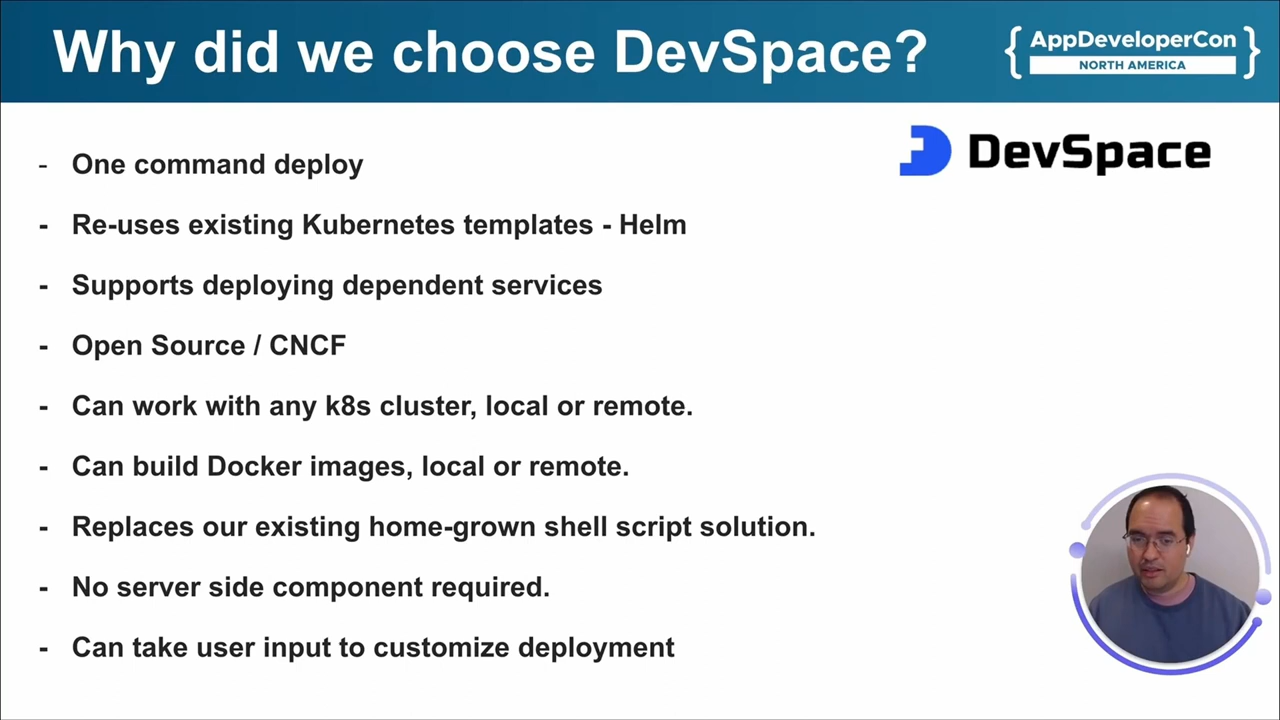 Why did we choose DevSpace?
{ AppDeveloperCon }
NORTH AMERICA
DevSpace
- One command deploy
- Re-uses existing Kubernetes templates - Helm
- Supports deploying dependent services
- Open Source / CNCF
- Can work with any k8s cluster, local or remote.
- Can build Docker images, local or remote.
- Replaces our existing home-grown shell script solution.
- No server side component required.
- Can take user input to customize deployment